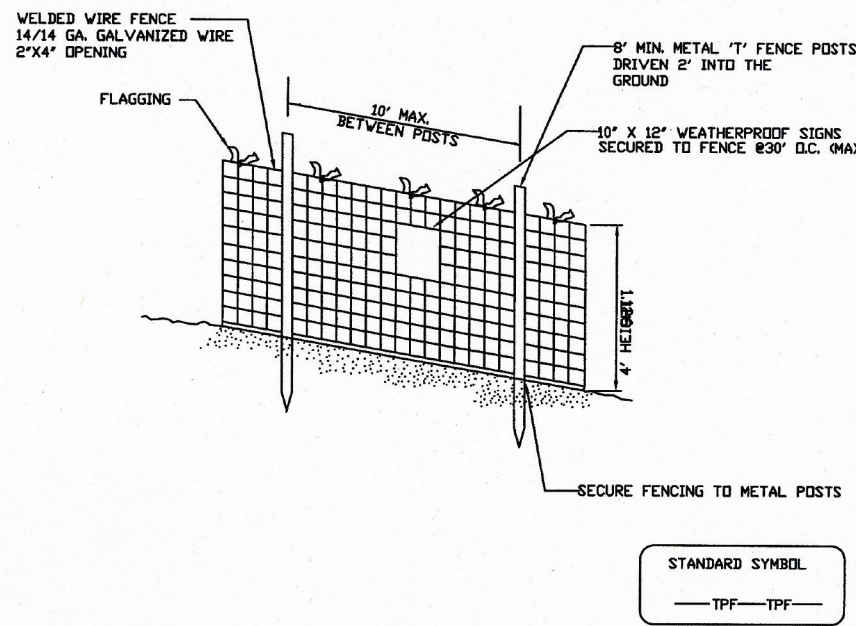 WELDED WIRE FENCE
14/14 GA. GALVANIZED WIRE
2"X4" OPENING
FLAGGING
10' MAX.
BETWEEN POSTS
8' MIN. METAL 'T' FENCE POSTS
DRIVEN 2' INTO THE
GROUND
10" X 12" WEATHERPROOF SIGNS
SECURED TO FENCE @30' O.C. (MAX
4' HEIGHT
SECURE FENCING TO METAL POSTS
STANDARD SYMBOL
TPF TPF